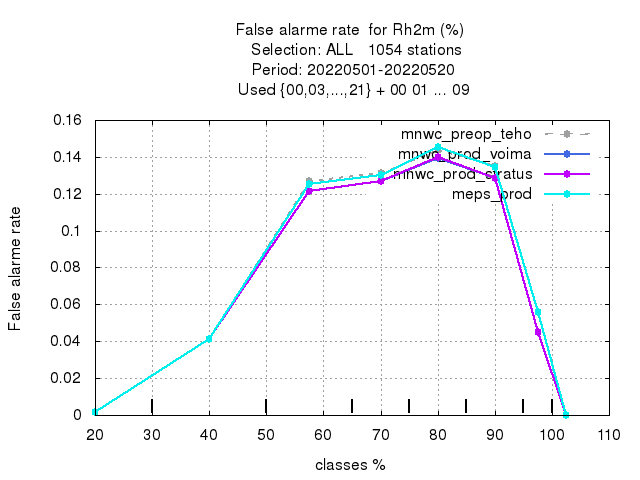 False alarme rate  for Rh2m (%)
Selection: ALL   1054 stations
Period: 20220501-20220520
Used {00,03,...,21} + 00 01 ... 09
0.16
0.14
0.12
0.1
0.08
0.06
0.04
0.02
0
False alarme rate
mnwc_preop_teho
mnwc_prod_voima
mnwc_prod_cirratus
meps_prod
20 30 40 50 60 70 80 90 100 110
classes %